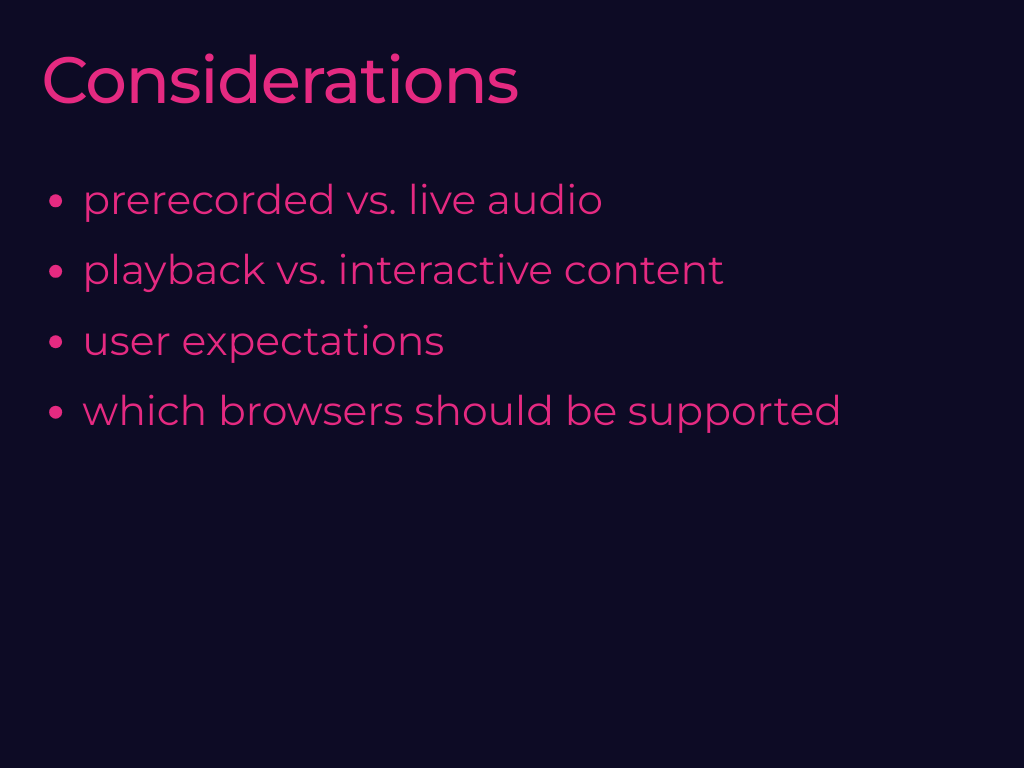 Considerations
• prerecorded vs. live audio
• playback vs. interactive content
• user expectations
• which browsers should be supported